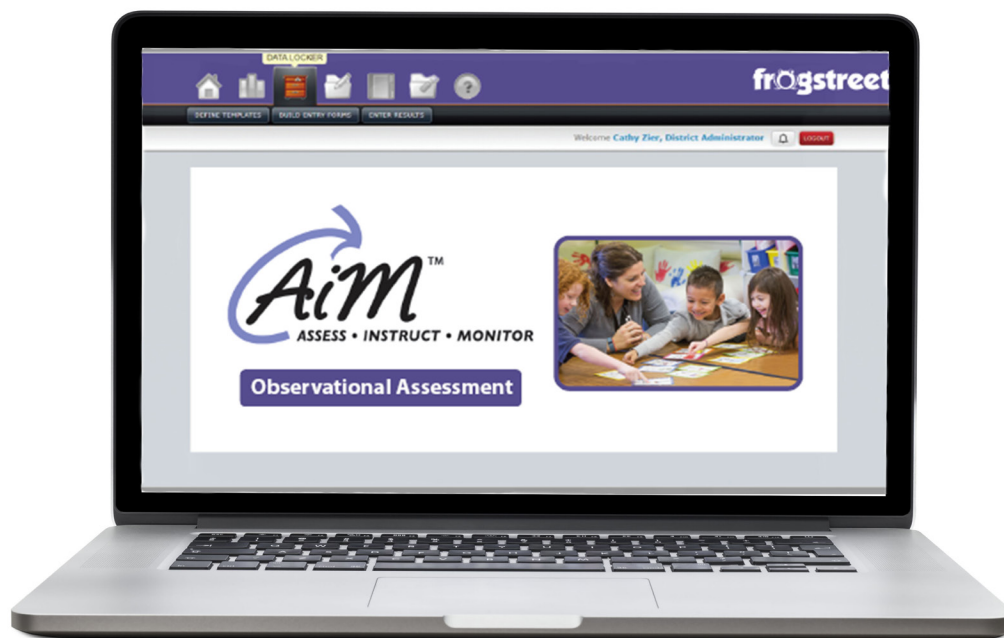 DATA LOCKER
frogstreet
DEFINE TEMPLATES BUILD ENTRY FORMS ENTER RESULTS
Welcome Cathy Zier, District Administrator LOGOUT
AiM™
ASSESS • INSTRUCT • MONITOR
Observational Assessment